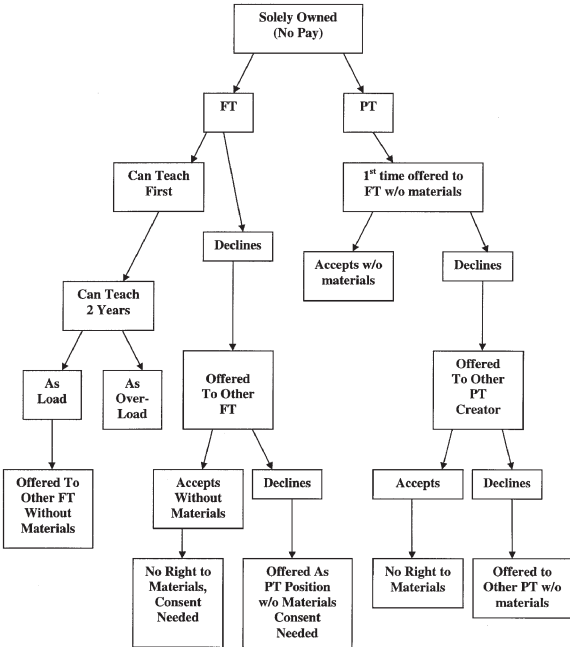 Solely Owned
(No Pay)
FT
PT
Can Teach
First
1st time offered to
FT w/o materials
Declines
Accepts w/o
materials
Declines
Can Teach
2 Years
As
Load
As
Over-
Load
Offered
To Other
FT
Offered
To Other
PT
Creator
Offered To
Other FT
Without
Materials
Accepts
Without
Materials
Declines
Accepts
Declines
No Right to
Materials,
Consent
Needed
Offered As
PT Position
w/o Materials
Consent
Needed
No Right to
Materials
Offered to
Other PT w/o
materials